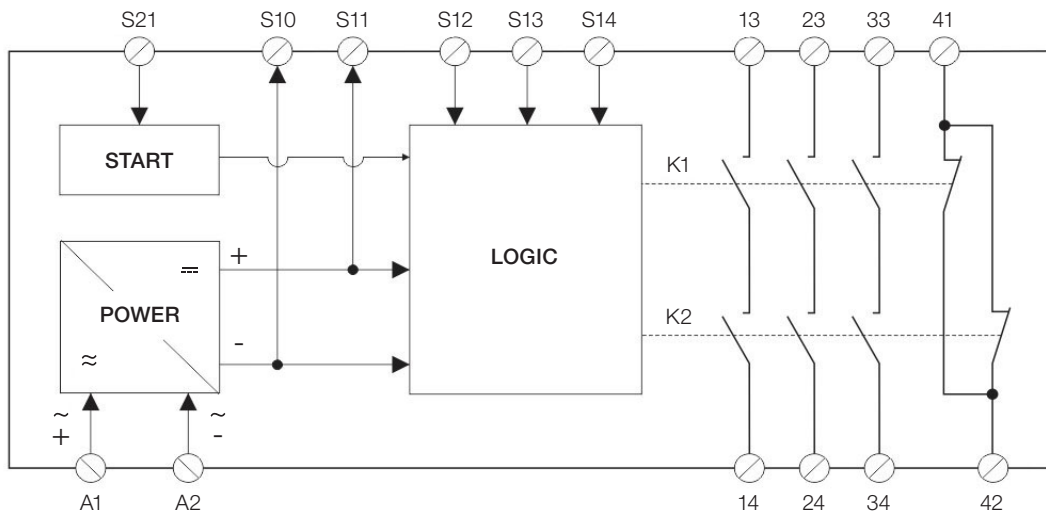 S21 S10 S11 S12 S13 S14 13 23 33 41
START
K1
LOGIC
+
⎓
POWER
K2
-
≈
~ ~
+ -
A1 A2 14 24 34 42